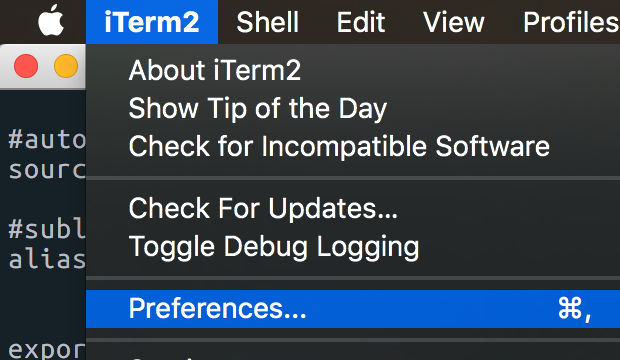 iTerm2 Shell Edit View Profiles
About iTerm2
Show Tip of the Day
Check for Incompatible Software
#auto
sourc
Check For Updates...
#subl
Toggle Debug Logging
alias
Preferences... ⌘,
expor